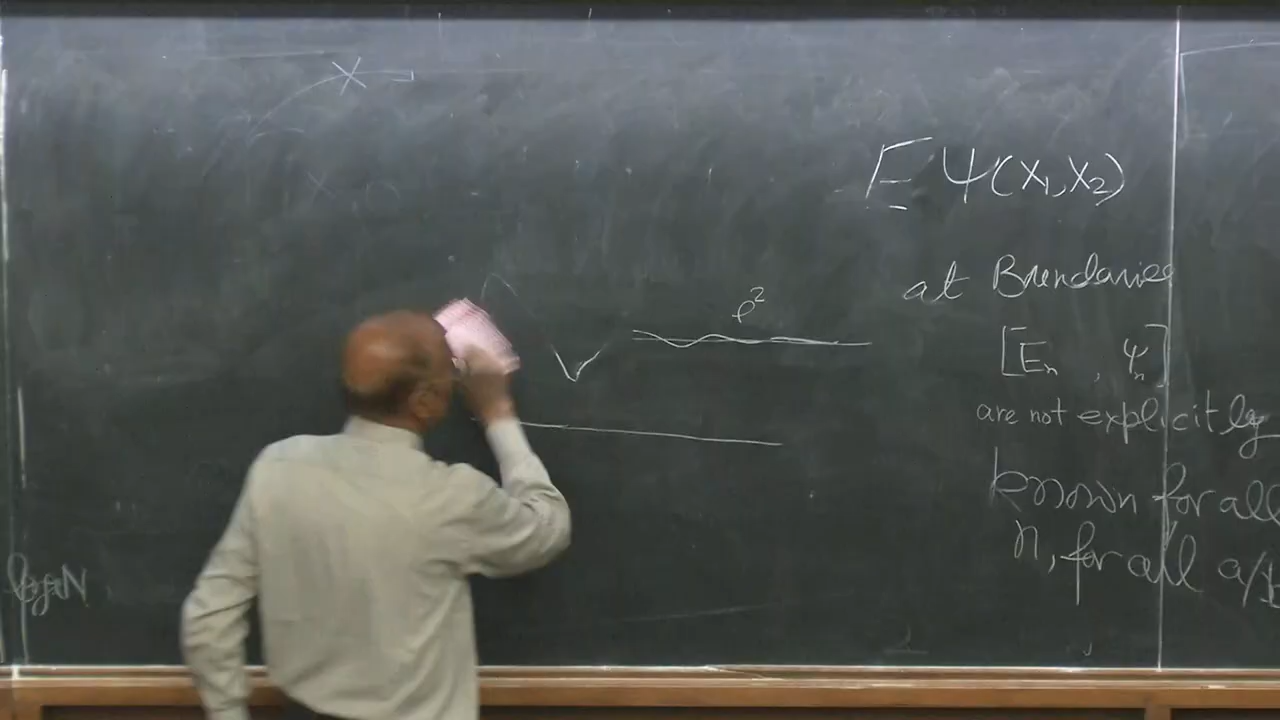 E Ψ(x₁,x₂)
at Boundaries
[Eₙ , Ψₙ]
are not explicitly
known for all
n, for all a/b
e²